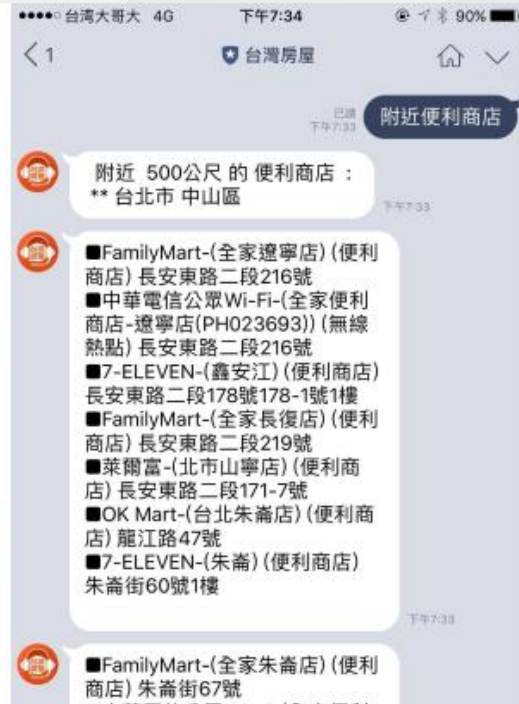 台湾大哥大 4G 下午7:34 90%
1 台灣房屋
已讀
下午7:33
附近便利商店
附近 500公尺 的 便利商店 :
** 台北市 中山區
下午7:33
■FamilyMart-(全家遼寧店) (便利
商店) 長安東路二段216號
■中華電信公眾Wi-Fi-(全家便利
商店-遼寧店(PH023693)) (無線
熱點) 長安東路二段216號
■7-ELEVEN-(鑫安江) (便利商店)
長安東路二段178號178-1號1樓
■FamilyMart-(全家長復店) (便利
商店) 長安東路二段219號
■萊爾富-(北市山寧店) (便利商
店) 長安東路二段171-7號
■OK Mart-(台北朱崙店) (便利商
店) 龍江路47號
■7-ELEVEN-(朱崙) (便利商店)
朱崙街60號1樓
下午7:33
■FamilyMart-(全家朱崙店) (便利
商店) 朱崙街67號